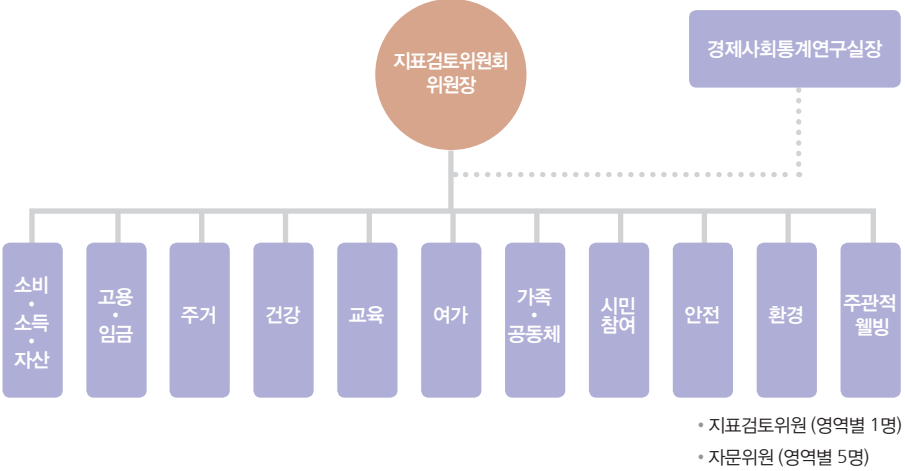 지표검토위원회
위원장
경제사회통계연구실장
소비
·
소득
·
자산
고용
·
임금
주거
건강
교육
여가
가족
·
공동체
시민
참여
안전
환경
주관적
웰빙
• 지표검토위원 (영역별 1명)
• 자문위원 (영역별 5명)